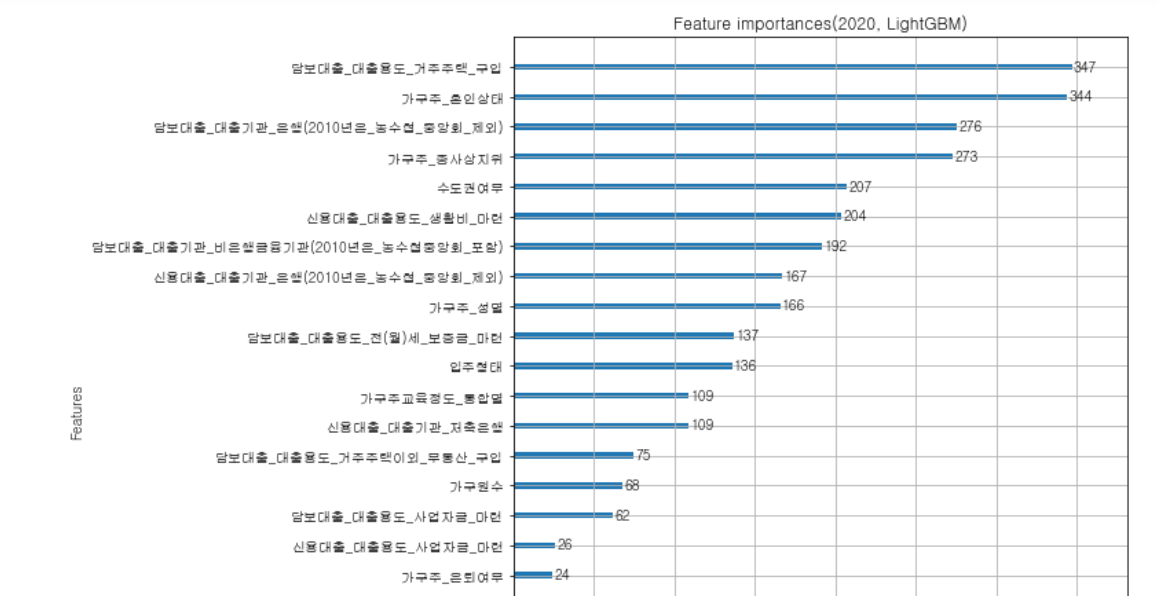 Feature importances(2020, LightGBM)
담보대출_대출용도_거주주택_구입 347
가구주_혼인상태 344
담보대출_대출기관_은행(2010년은_농수협_중앙회_제외) 276
가구주_종사상지위 273
수도권여부 207
신용대출_대출용도_생활비_마련 204
담보대출_대출기관_비은행금융기관(2010년은_농수협중앙회_포함) 192
신용대출_대출기관_은행(2010년은_농수협_중앙회_제외) 167
가구주_성별 166
담보대출_대출용도_전(월)세_보증금_마련 137
입주형태 136
가구주교육정도_통합별 109
신용대출_대출기관_저축은행 109
담보대출_대출용도_거주주택이외_부동산_구입 75
가구원수 68
담보대출_대출용도_사업자금_마련 62
신용대출_대출용도_사업자금_마련 26
가구주_은퇴여부 24
Features